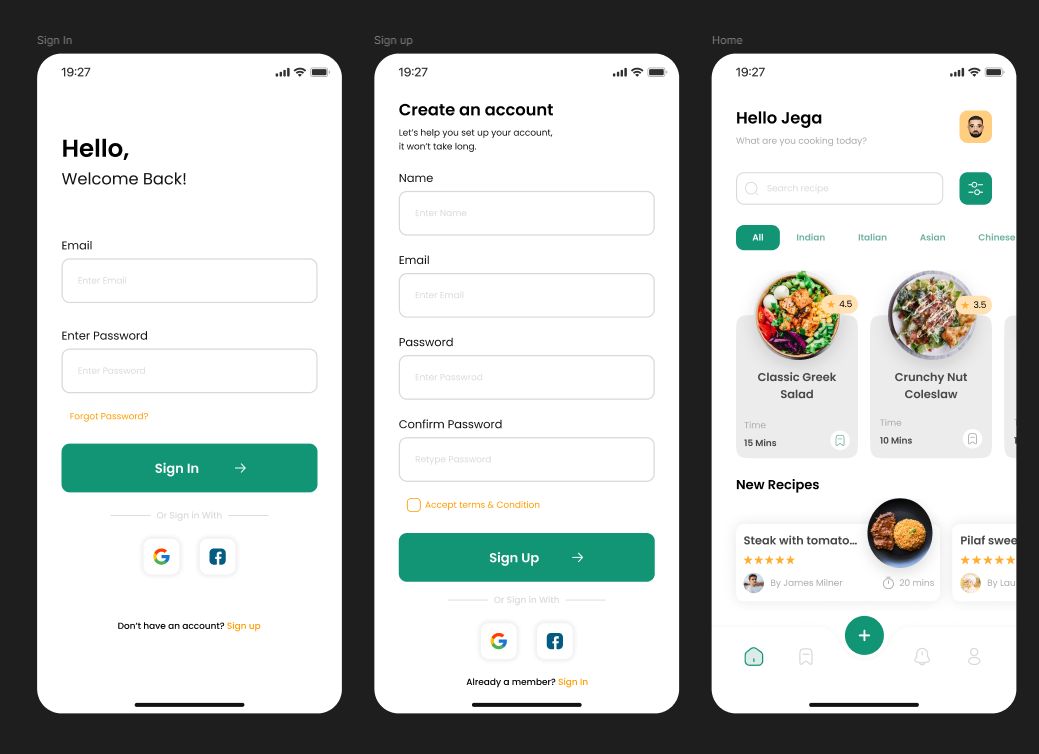 Sign In
19:27
Hello,
Welcome Back!
Email
Enter Email
Enter Password
Enter Password
Forgot Password?
Sign In
Or Sign in With
Don't have an account? Sign up
Sign up
19:27
Create an account
Let's help you set up your account,
it won't take long.
Name
Enter Name
Email
Enter Email
Password
Enter Passwrod
Confirm Password
Retype Password
Accept terms & Condition
Sign Up
Or Sign in With
Already a member? Sign In
Home
19:27
Hello Jega
What are you cooking today?
Search recipe
All
Indian
Italian
Asian
Chinese
4.5
Classic Greek
Salad
Time
15 Mins
3.5
Crunchy Nut
Coleslaw
Time
10 Mins
New Recipes
Steak with tomato...
By James Milner
20 mins
Pilaf swee
By Lau